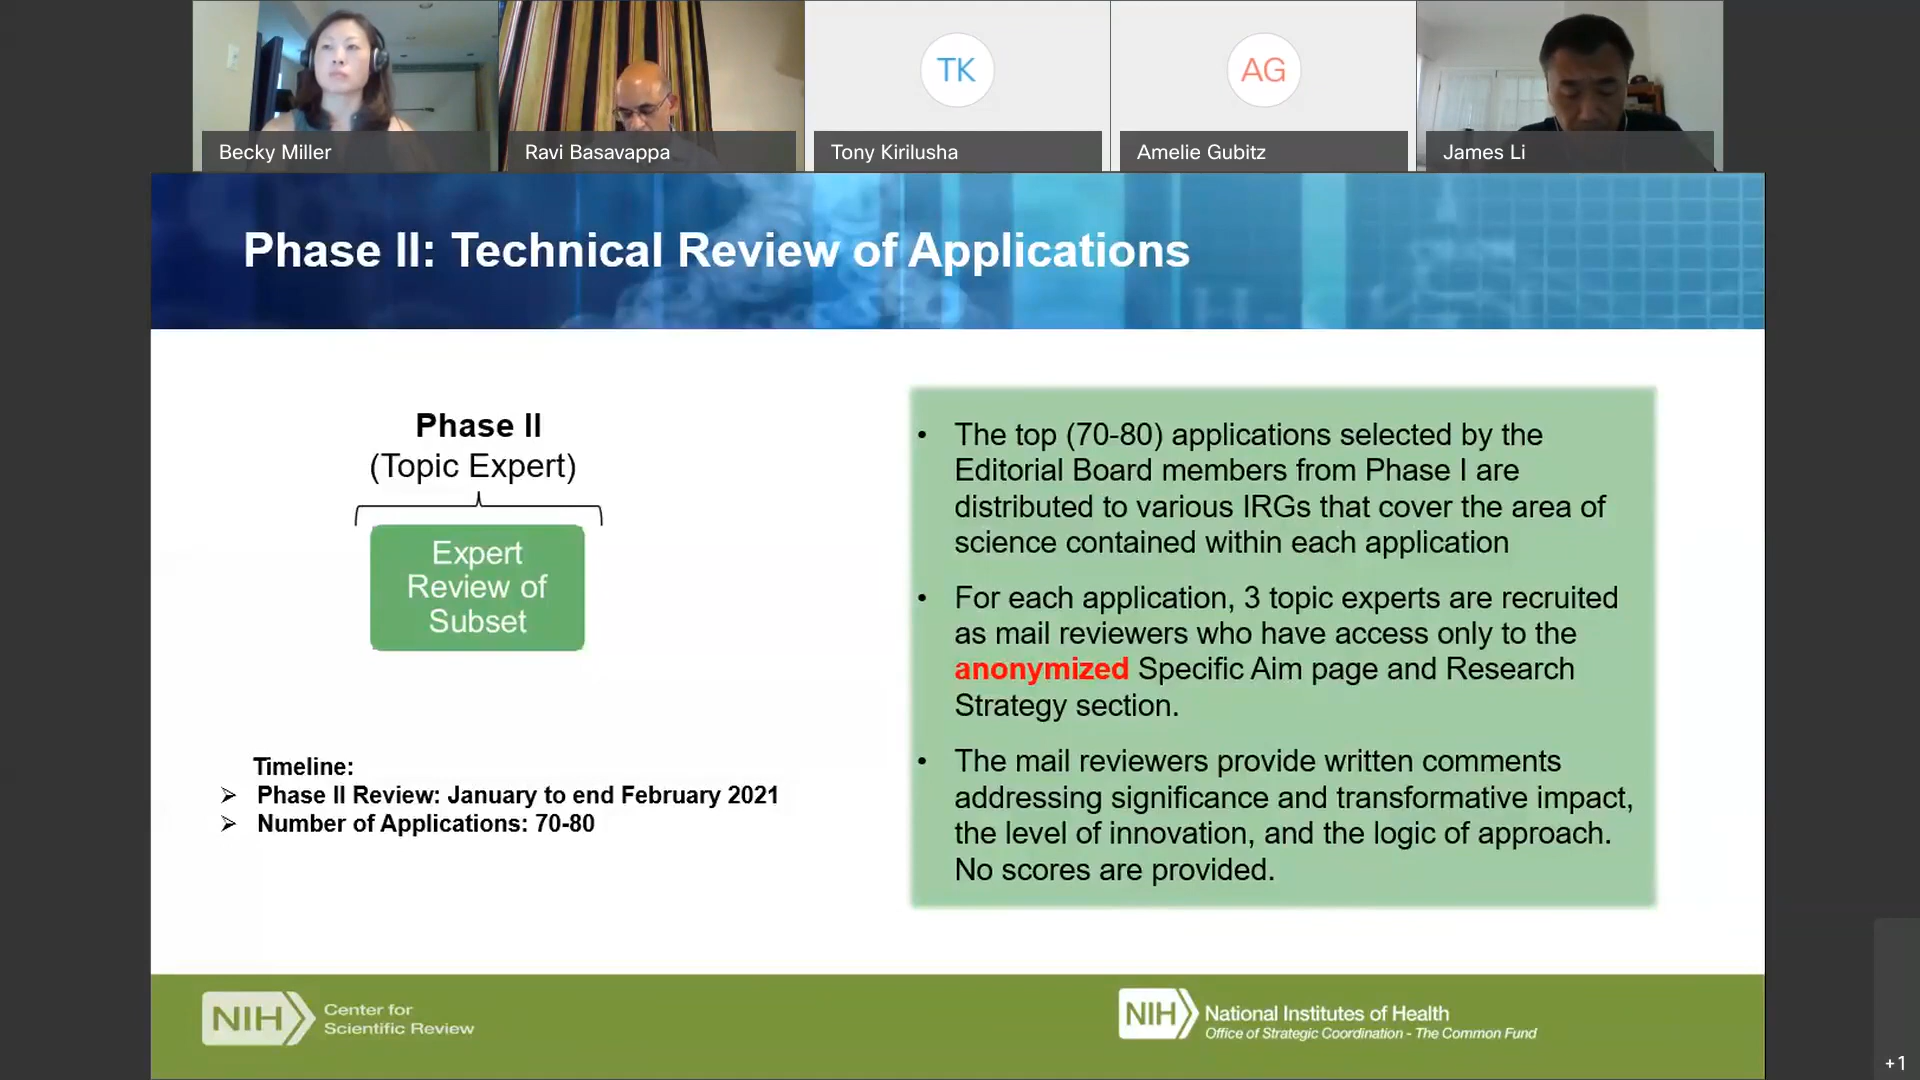 TK
AG
Becky Miller
Ravi Basavappa
Tony Kirilusha
Amelie Gubitz
James Li
Phase II: Technical Review of Applications
Phase II
(Topic Expert)
Expert
Review of
Subset
Timeline:
➢ Phase II Review: January to end February 2021
➢ Number of Applications: 70-80
• The top (70-80) applications selected by the
Editorial Board members from Phase I are
distributed to various IRGs that cover the area of
science contained within each application
• For each application, 3 topic experts are recruited
as mail reviewers who have access only to the
anonymized Specific Aim page and Research
Strategy section.
• The mail reviewers provide written comments
addressing significance and transformative impact,
the level of innovation, and the logic of approach.
No scores are provided.
NIH
Center for
Scientific Review
NIH
National Institutes of Health
Office of Strategic Coordination - The Common Fund
+1